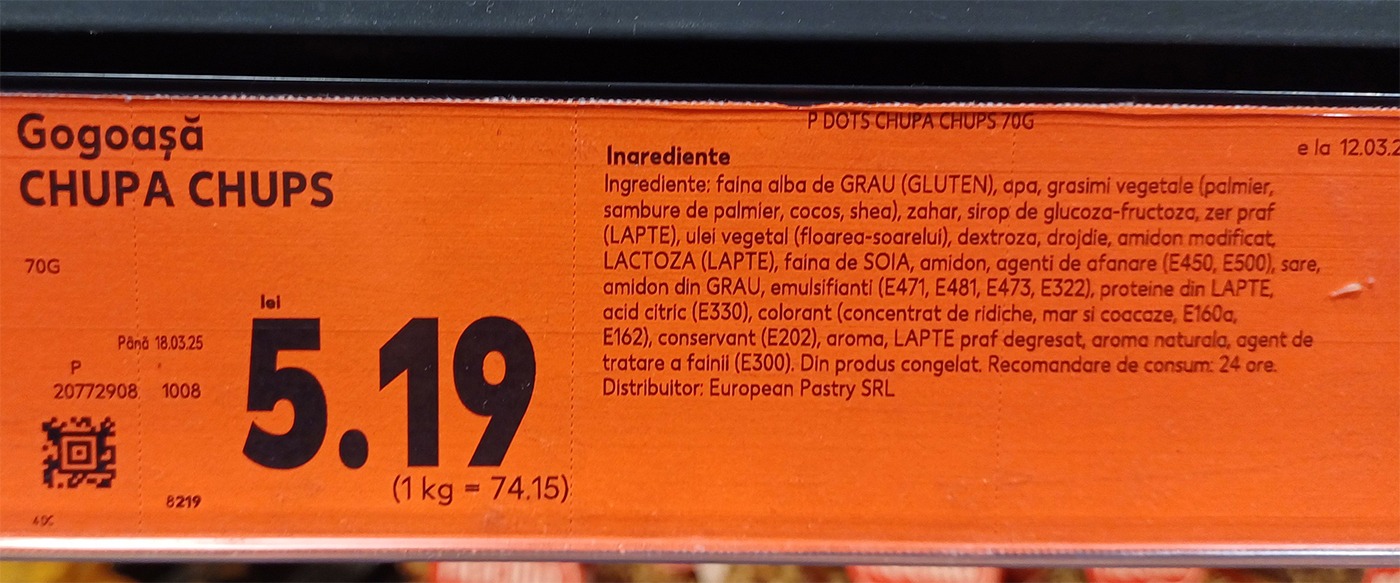 Gogoașă
CHUPA CHUPS
70G
lei
5.19
(1 kg = 74.15)
Până 18.03.25
P
20772908 1008
8219
P DOTS CHUPA CHUPS 70G
e la 12.03.2
Inarediente
Ingrediente: faina alba de GRAU (GLUTEN), apa, grasimi vegetale (palmier,
sambure de palmier, cocos, shea), zahar, sirop de glucoza-fructoza, zer praf
(LAPTE), ulei vegetal (floarea-soarelui), dextroza, drojdie, amidon modificat,
LACTOZA (LAPTE), faina de SOIA, amidon, agenti de afanare (E450, E500), sare,
amidon din GRAU, emulsifianti (E471, E481, E473, E322), proteine din LAPTE,
acid citric (E330), colorant (concentrat de ridiche, mar si coacaze, E160a,
E162), conservant (E202), aroma, LAPTE praf degresat, aroma naturala, agent de
tratare a fainii (E300). Din produs congelat. Recomandare de consum: 24 ore.
Distribuitor: European Pastry SRL